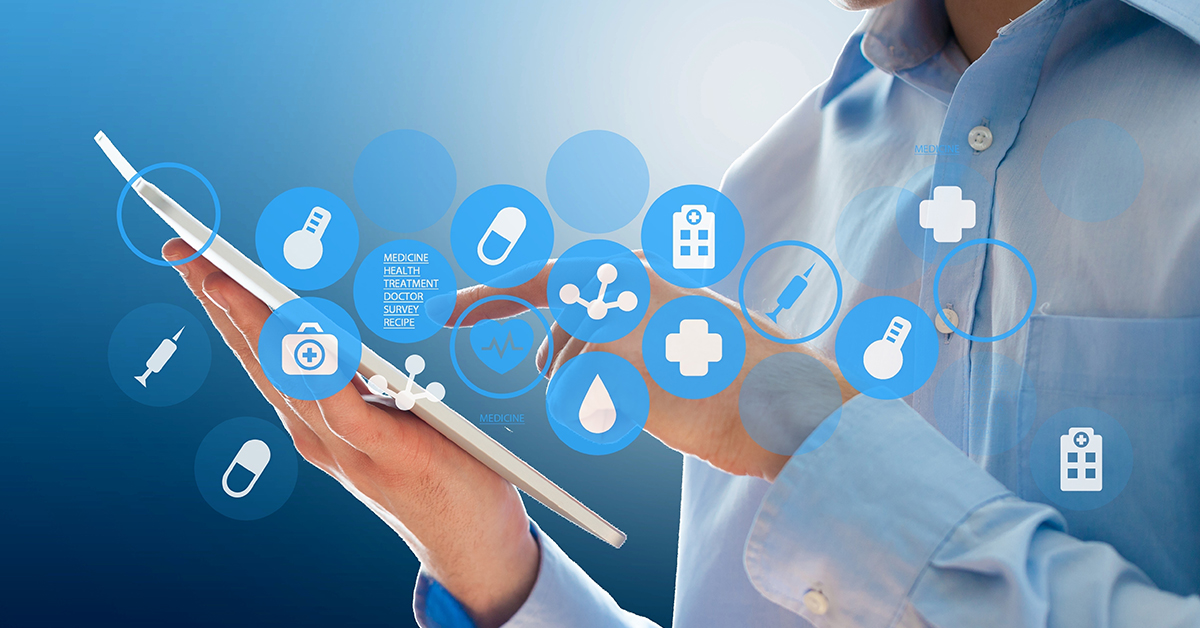 MEDICINE
MEDICINE
HEALTH
TREATMENT
DOCTOR
SURVEY
RECIPE
MEDICINE